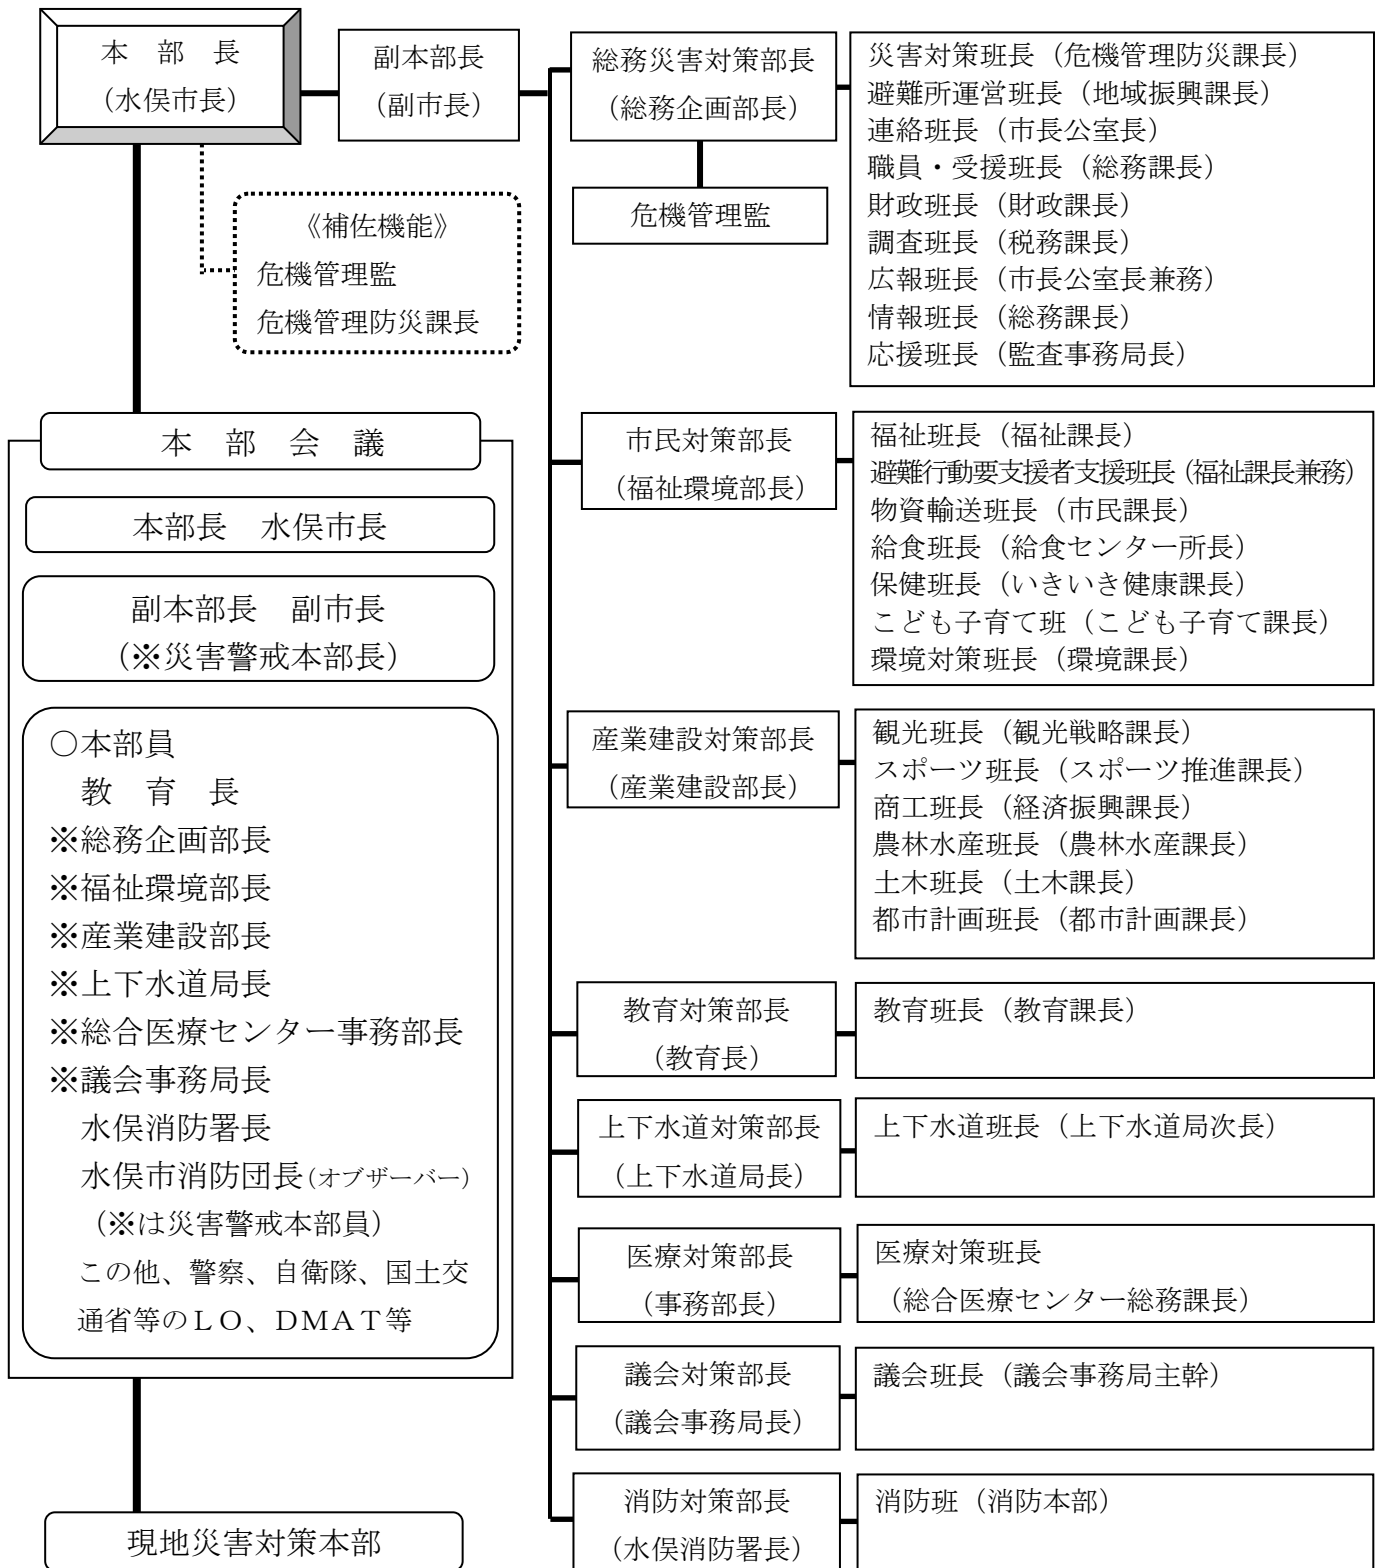 本　部　長
（水俣市長）
副本部長
（副市長）
《補佐機能》
危機管理監
危機管理防災課長
本　部　会　議
本部長　水俣市長
副本部長　副市長
（※災害警戒本部長）
○本部員
教　育　長
※総務企画部長
※福祉環境部長
※産業建設部長
※上下水道局長
※総合医療センター事務部長
※議会事務局長
水俣消防署長
水俣市消防団長（オブザーバー）
（※は災害警戒本部員）
この他、警察、自衛隊、国土交
通省等のＬＯ、ＤＭＡＴ等
現地災害対策本部
総務災害対策部長
（総務企画部長）
危機管理監
災害対策班長（危機管理防災課長）
避難所運営班長（地域振興課長）
連絡班長（市長公室長）
職員・受援班長（総務課長）
財政班長（財政課長）
調査班長（税務課長）
広報班長（市長公室長兼務）
情報班長（総務課長）
応援班長（監査事務局長）
市民対策部長
（福祉環境部長）
福祉班長（福祉課長）
避難行動要支援者支援班長（福祉課長兼務）
物資輸送班長（市民課長）
給食班長（給食センター所長）
保健班長（いきいき健康課長）
こども子育て班（こども子育て課長）
環境対策班長（環境課長）
産業建設対策部長
（産業建設部長）
観光班長（観光戦略課長）
スポーツ班長（スポーツ推進課長）
商工班長（経済振興課長）
農林水産班長（農林水産課長）
土木班長（土木課長）
都市計画班長（都市計画課長）
教育対策部長
（教育長）
教育班長（教育課長）
上下水道対策部長
（上下水道局長）
上下水道班長（上下水道局次長）
医療対策部長
（事務部長）
医療対策班長
（総合医療センター総務課長）
議会対策部長
（議会事務局長）
議会班長（議会事務局主幹）
消防対策部長
（水俣消防署長）
消防班（消防本部）